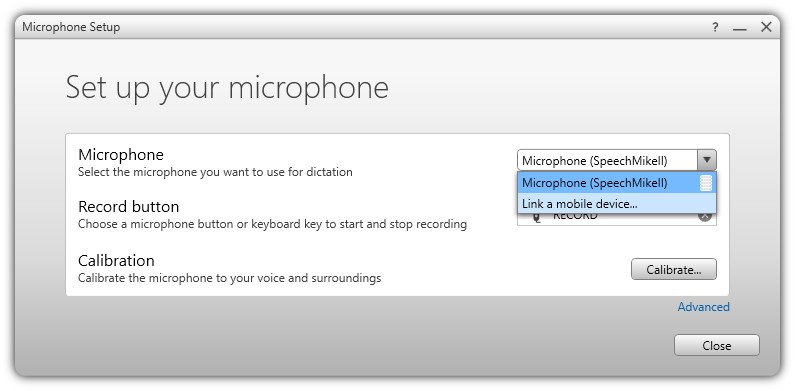 Microphone Setup
?
Set up your microphone
Microphone
Microphone (SpeechMikeII)
Select the microphone you want to use for dictation
Microphone (SpeechMikeII)
Link a mobile device...
Record button
RECORD
Choose a microphone button or keyboard key to start and stop recording
Calibration
Calibrate the microphone to your voice and surroundings
Calibrate...
Advanced
Close